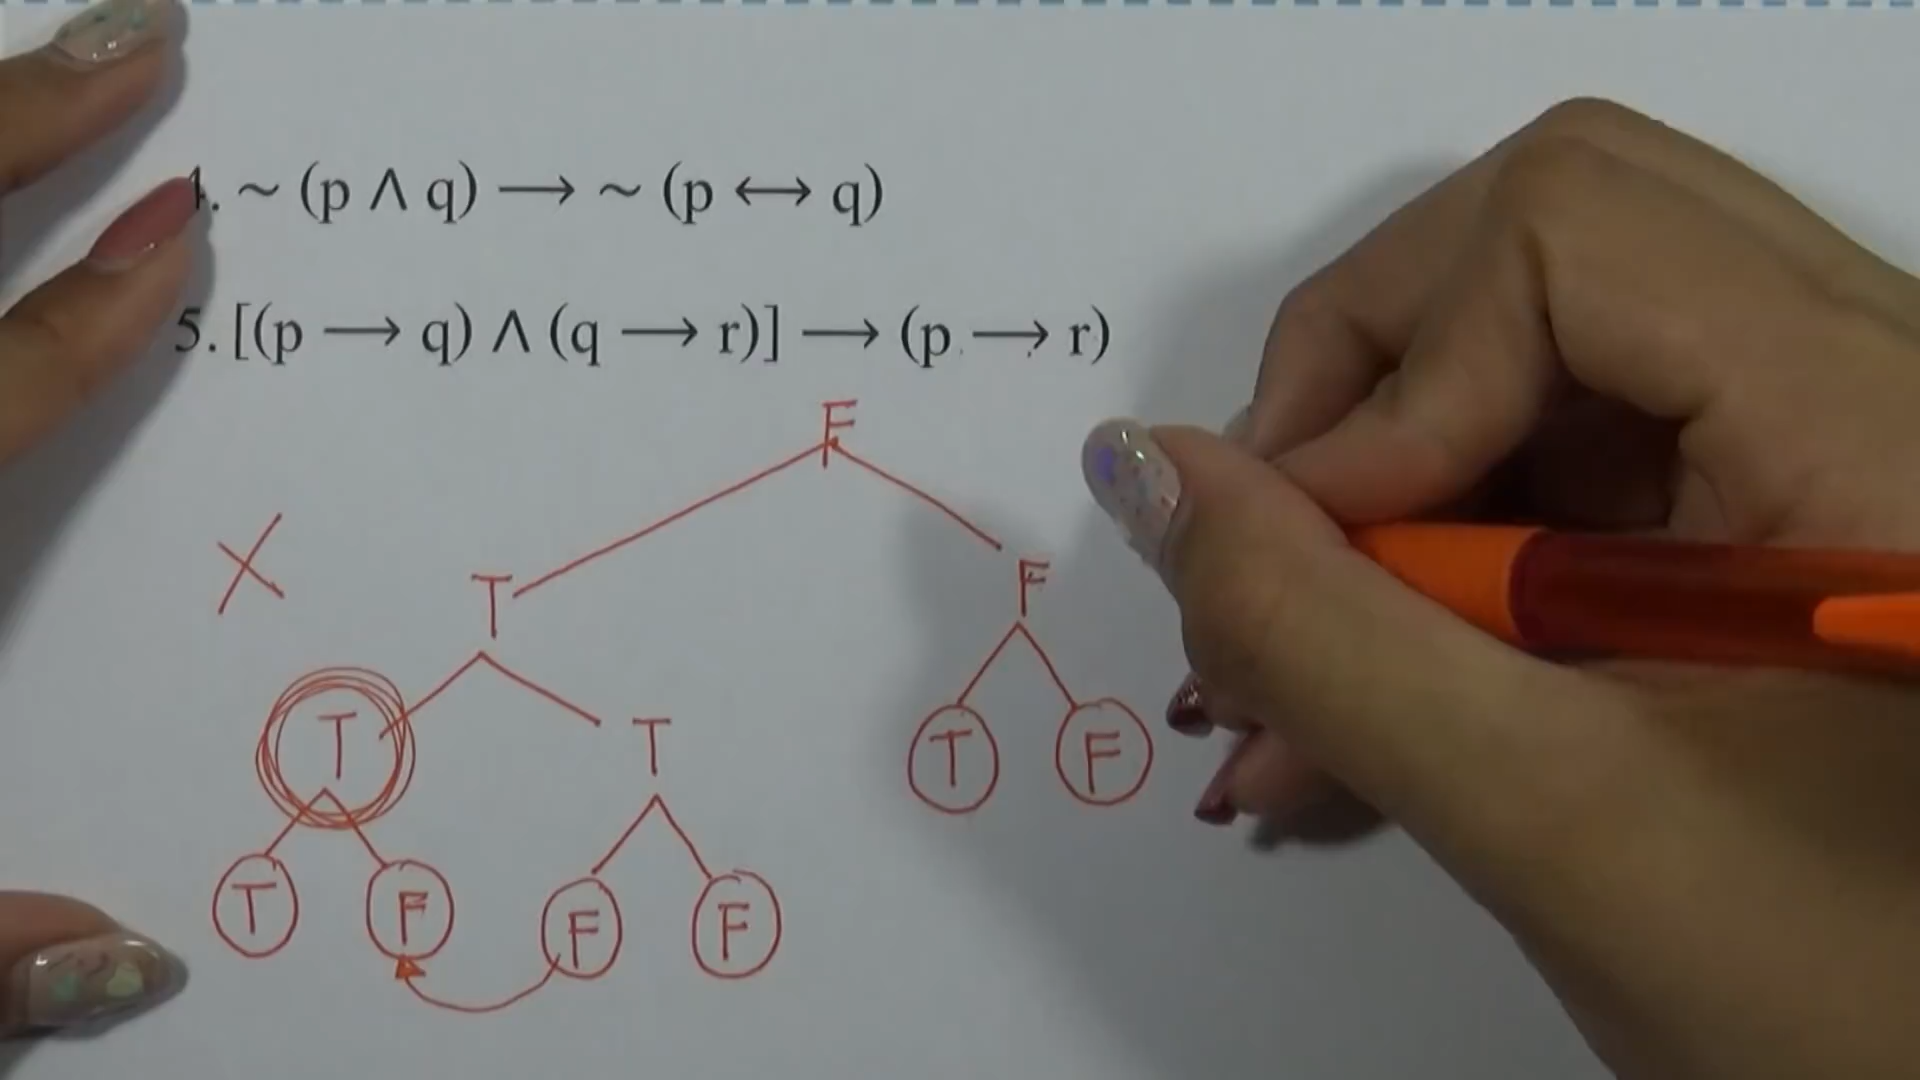 4. ~ (p ∧ q) ⟶ ~ (p ⟷ q)
5. [(p ⟶ q) ∧ (q ⟶ r)] ⟶ (p ⟶ r)
F
X T F
T T T F
T F F F